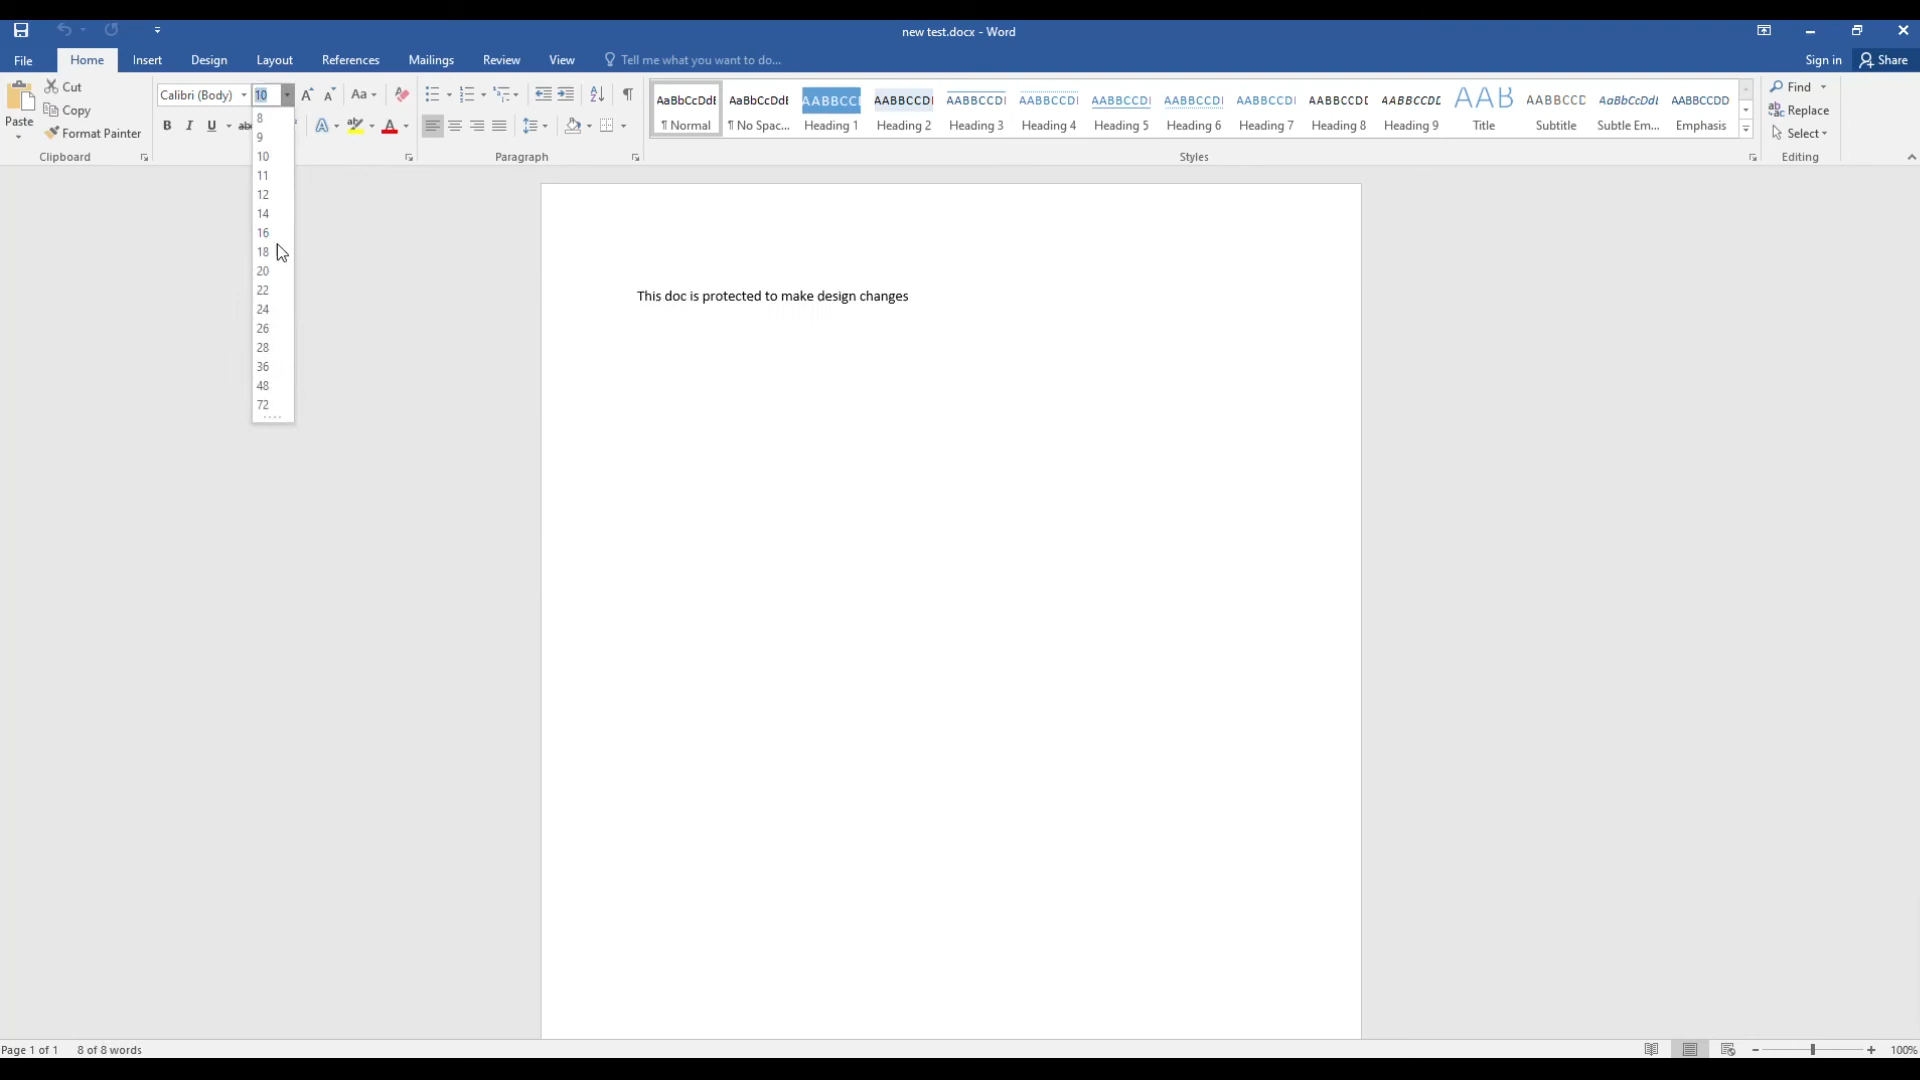 new test.docx - Word
File Home Insert Design Layout References Mailings Review View Tell me what you want to do... Sign in Share
Paste
Cut
Copy
Format Painter
Clipboard
Calibri (Body) 10
8
9
10
11
12
14
16
18
20
22
24
26
28
36
48
72
Paragraph
AaBbCcDdE AaBbCcDdE AABBCCI AABBCCDI AABBCCDI AABBCCDI AABBCCDI AABBCCDI AABBCCDI AABBCCDD AABBCCDD AAB AABBCCD AaBbCcDdI AABBCCDD
¶ Normal ¶ No Spac... Heading 1 Heading 2 Heading 3 Heading 4 Heading 5 Heading 6 Heading 7 Heading 8 Heading 9 Title Subtitle Subtle Em... Emphasis
Styles
Find
Replace
Select
Editing
This doc is protected to make design changes
Page 1 of 1 8 of 8 words 100%